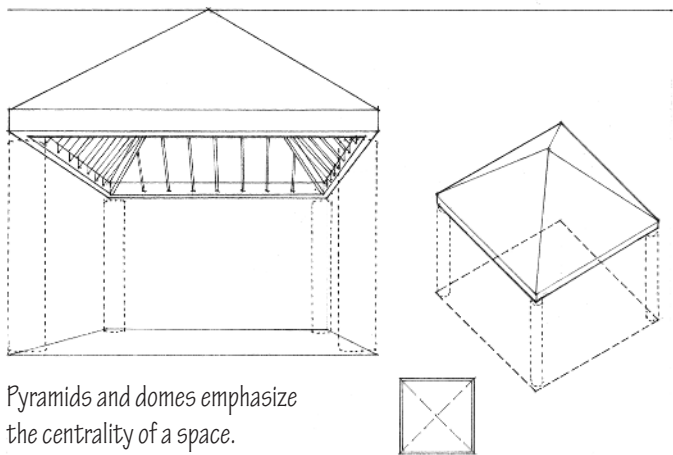 Pyramids and domes emphasize
the centrality of a space.